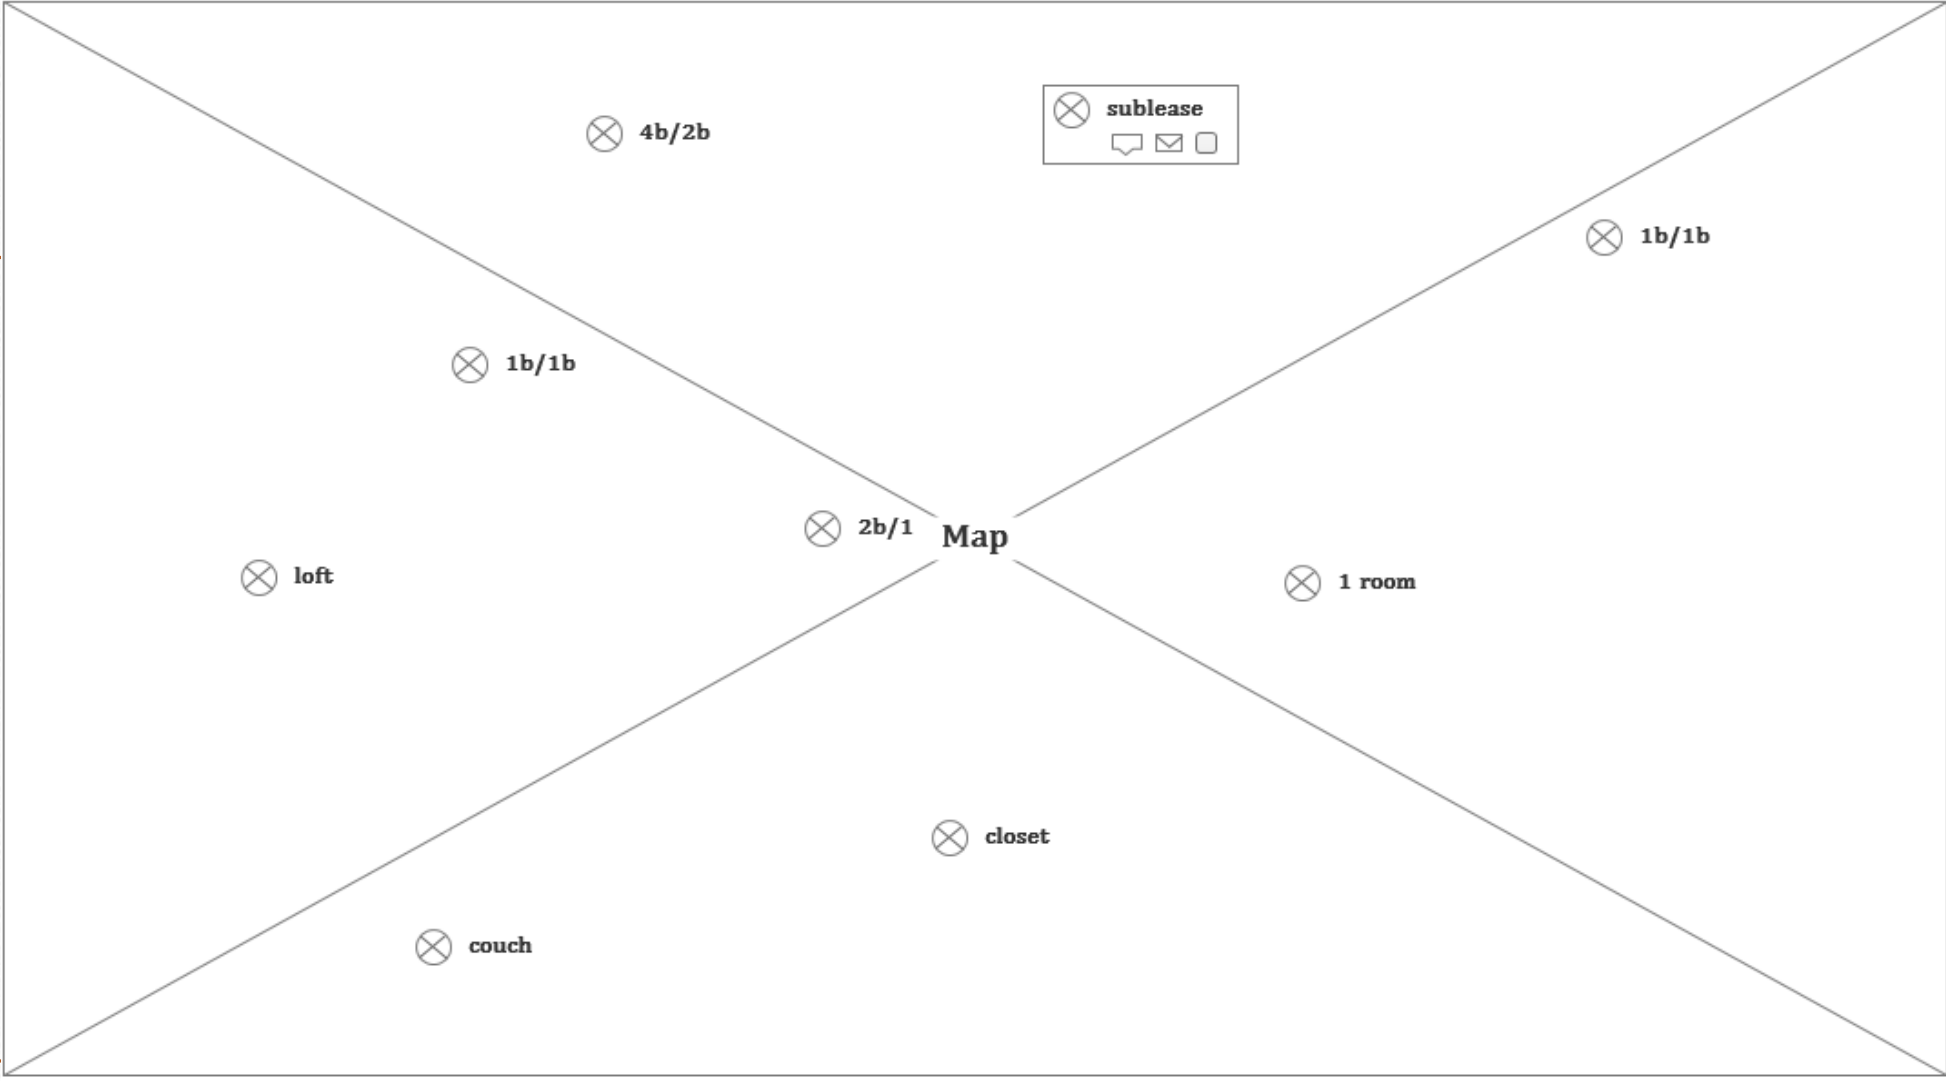 sublease
4b/2b
1b/1b
1b/1b
2b/1
Map
loft
1 room
closet
couch